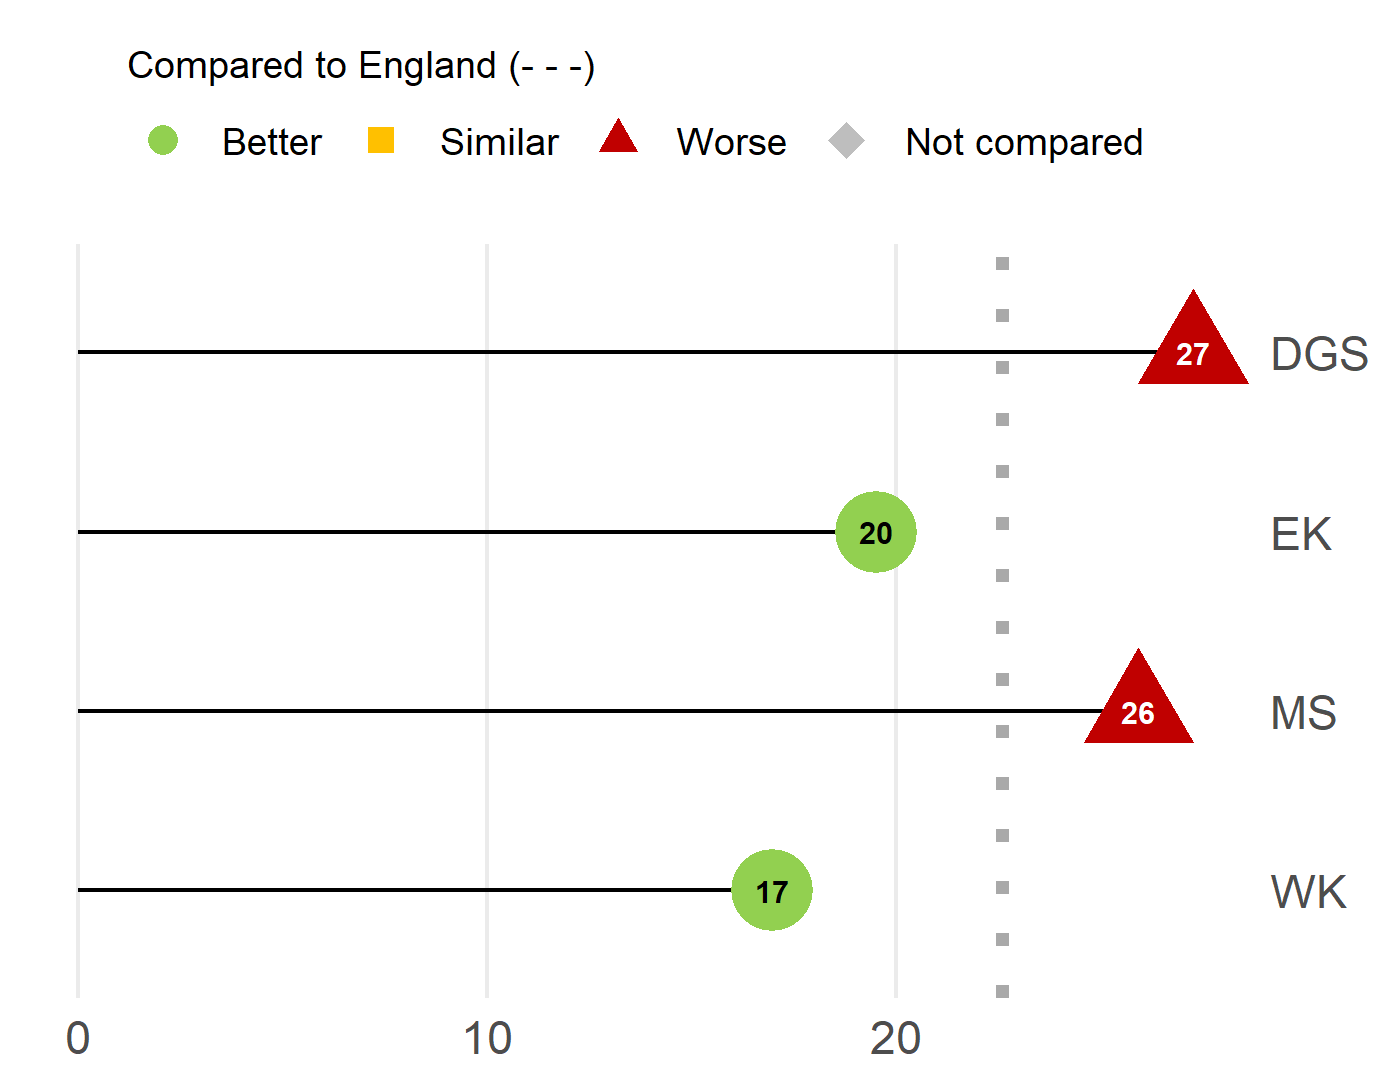 Compared to England (- - -)
Better Similar Worse Not compared
27 DGS
20 EK
26 MS
17 WK
0 10 20